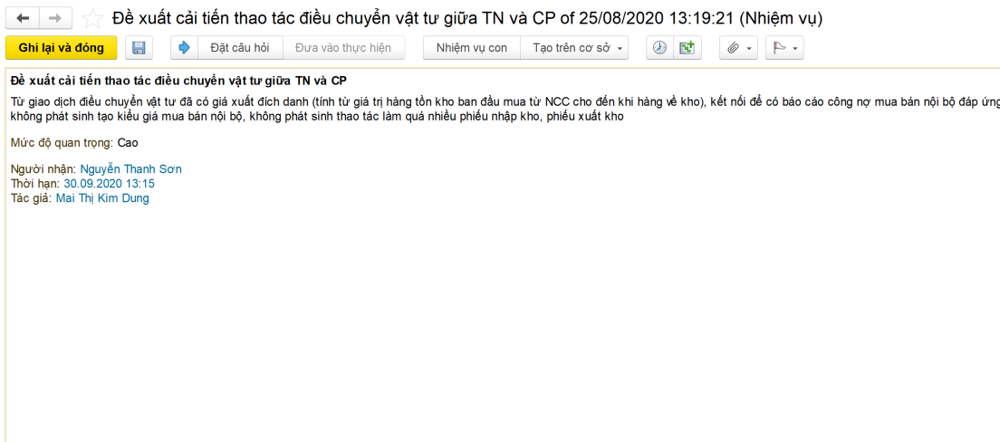 Đề xuất cải tiến thao tác điều chuyển vật tư giữa TN và CP of 25/08/2020 13:19:21 (Nhiệm vụ)
Ghi lại và đóng Đặt câu hỏi Đưa vào thực hiện Nhiệm vụ con Tạo trên cơ sở
Đề xuất cải tiến thao tác điều chuyển vật tư giữa TN và CP
Từ giao dịch điều chuyển vật tư đã có giá xuất đích danh (tính từ giá trị hàng tồn kho ban đầu mua từ NCC cho đến khi hàng về kho), kết nối để có báo cáo công nợ mua bán nội bộ đáp ứng
không phát sinh tạo kiểu giá mua bán nội bộ, không phát sinh thao tác làm quá nhiều phiếu nhập kho, phiếu xuất kho
Mức độ quan trọng: Cao
Người nhận: Nguyễn Thanh Sơn
Thời hạn: 30.09.2020 13:15
Tác giả: Mai Thị Kim Dung